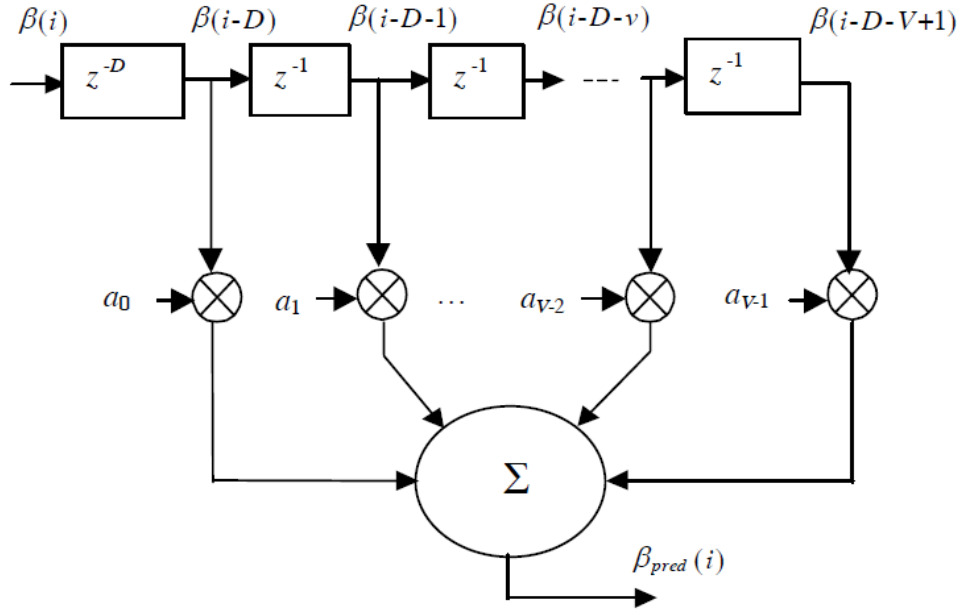 β(i) β(i-D) β(i-D-1) β(i-D-v) β(i-D-V+1)
z^-D z^-1 z^-1 --- z^-1
a0 a1 ... aV-2 aV-1
Σ
βpred (i)